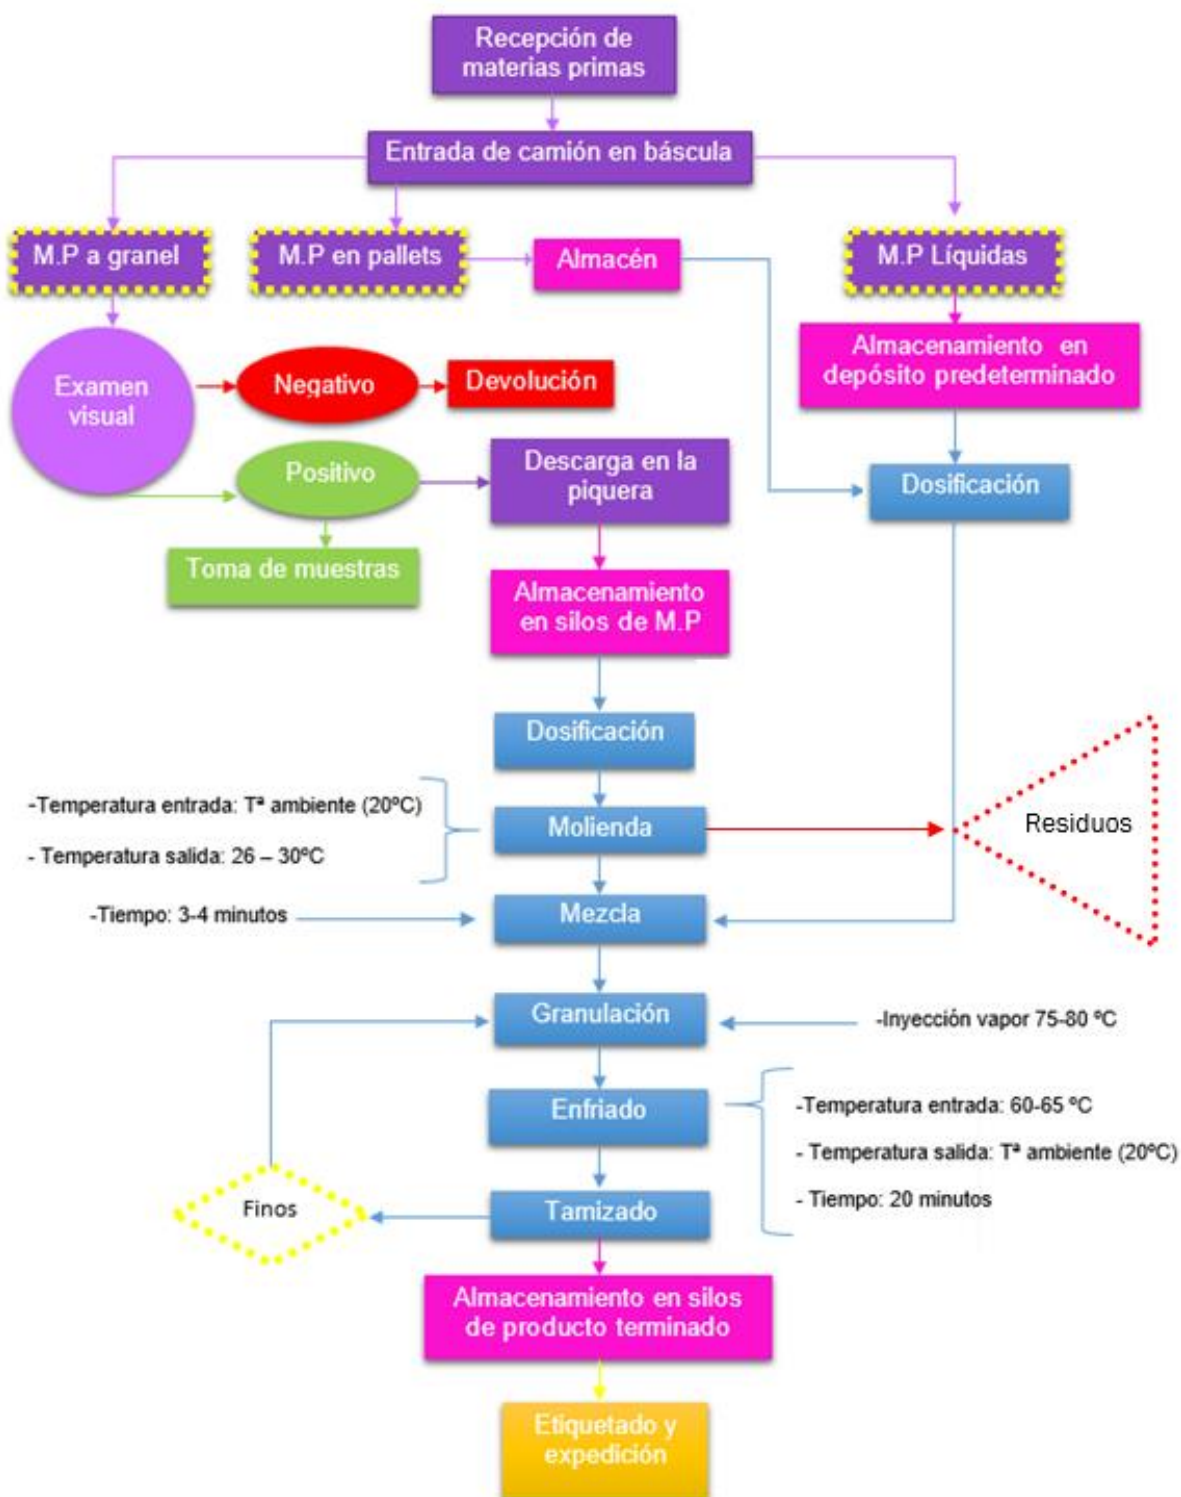 Recepción de
materias primas
Entrada de camión en báscula
M.P a granel
M.P en pallets
Almacén
M.P Líquidas
Almacenamiento en
depósito predeterminado
Examen
visual
Negativo
Devolución
Positivo
Descarga en la
piquera
Dosificación
Toma de muestras
Almacenamiento
en silos de M.P
Dosificación
-Temperatura entrada: Tª ambiente (20ºC)
- Temperatura salida: 26 – 30ºC
Molienda
Residuos
-Tiempo: 3-4 minutos
Mezcla
Granulación
-Inyección vapor 75-80 ºC
Enfriado
-Temperatura entrada: 60-65 ºC
- Temperatura salida: Tª ambiente (20ºC)
- Tiempo: 20 minutos
Finos
Tamizado
Almacenamiento en silos
de producto terminado
Etiquetado y
expedición